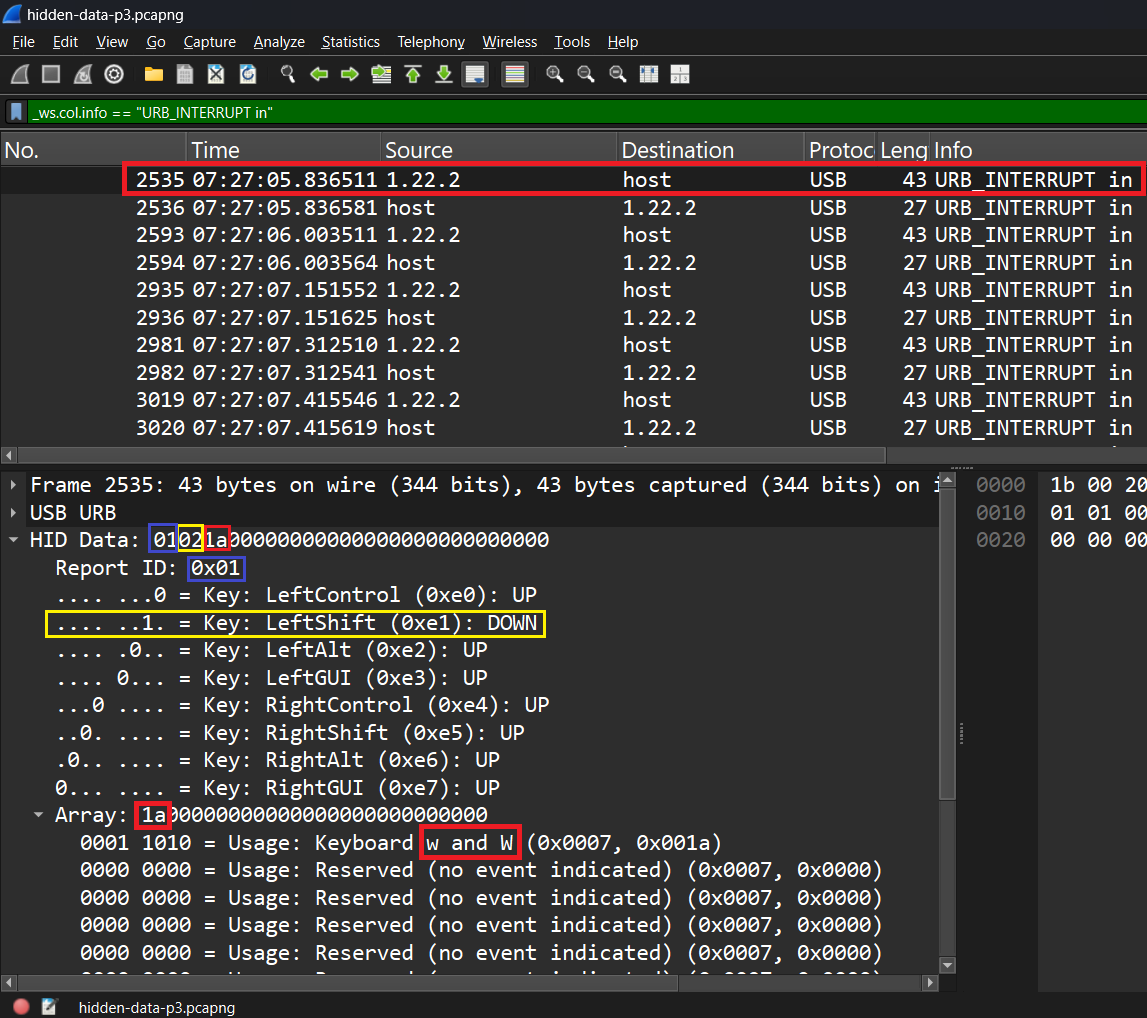 hidden-data-p3.pcapng
File Edit View Go Capture Analyze Statistics Telephony Wireless Tools Help
_ws.col.info == "URB_INTERRUPT in"
No. Time Source Destination Protoc Leng Info
2535 07:27:05.836511 1.22.2 host USB 43 URB_INTERRUPT in
2536 07:27:05.836581 host 1.22.2 USB 27 URB_INTERRUPT in
2593 07:27:06.003511 1.22.2 host USB 43 URB_INTERRUPT in
2594 07:27:06.003564 host 1.22.2 USB 27 URB_INTERRUPT in
2935 07:27:07.151552 1.22.2 host USB 43 URB_INTERRUPT in
2936 07:27:07.151625 host 1.22.2 USB 27 URB_INTERRUPT in
2981 07:27:07.312510 1.22.2 host USB 43 URB_INTERRUPT in
2982 07:27:07.312541 host 1.22.2 USB 27 URB_INTERRUPT in
3019 07:27:07.415546 1.22.2 host USB 43 URB_INTERRUPT in
3020 07:27:07.415619 host 1.22.2 USB 27 URB_INTERRUPT in
Frame 2535: 43 bytes on wire (344 bits), 43 bytes captured (344 bits) on i
USB URB
HID Data: 01021a00000000000000000000000000
Report ID: 0x01
.... ...0 = Key: LeftControl (0xe0): UP
.... ..1. = Key: LeftShift (0xe1): DOWN
.... .0.. = Key: LeftAlt (0xe2): UP
.... 0... = Key: LeftGUI (0xe3): UP
...0 .... = Key: RightControl (0xe4): UP
..0. .... = Key: RightShift (0xe5): UP
.0.. .... = Key: RightAlt (0xe6): UP
0... .... = Key: RightGUI (0xe7): UP
Array: 1a00000000000000000000000000
0001 1010 = Usage: Keyboard w and W (0x0007, 0x001a)
0000 0000 = Usage: Reserved (no event indicated) (0x0007, 0x0000)
0000 0000 = Usage: Reserved (no event indicated) (0x0007, 0x0000)
0000 0000 = Usage: Reserved (no event indicated) (0x0007, 0x0000)
0000 0000 = Usage: Reserved (no event indicated) (0x0007, 0x0000)
0000 1b 00 20
0010 01 01 00
0020 00 00 00
hidden-data-p3.pcapng